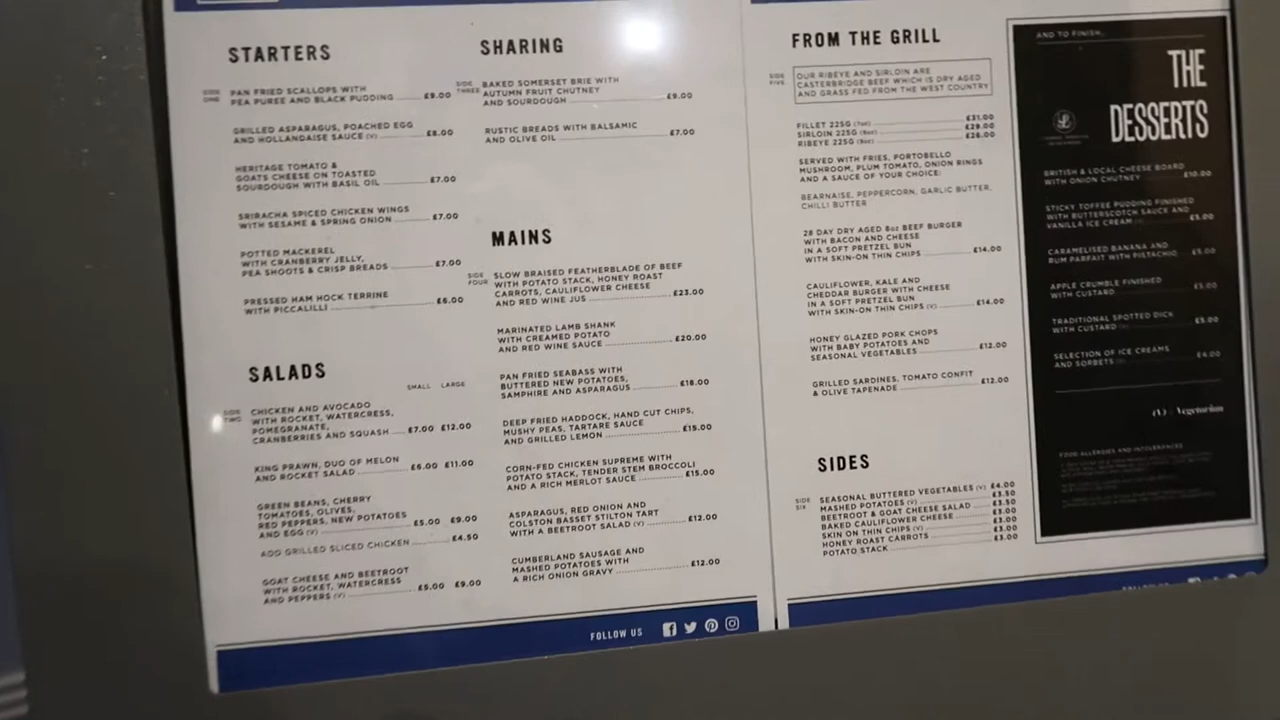 STARTERS
SIDE ONE
PAN FRIED SCALLOPS WITH
PEA PUREE AND BLACK PUDDING £9.00
GRILLED ASPARAGUS, POACHED EGG
AND HOLLANDAISE SAUCE (V) £8.00
HERITAGE TOMATO &
GOATS CHEESE ON TOASTED
SOURDOUGH WITH BASIL OIL £7.00
SRIRACHA SPICED CHICKEN WINGS
WITH SESAME & SPRING ONION £7.00
POTTED MACKEREL
WITH CRANBERRY JELLY,
PEA SHOOTS & CRISP BREADS £7.00
PRESSED HAM HOCK TERRINE
WITH PICCALILLI £6.00
SALADS
SMALL LARGE
SIDE TWO
CHICKEN AND AVOCADO
WITH ROCKET, WATERCRESS,
POMEGRANATE,
CRANBERRIES AND SQUASH £7.00 £12.00
KING PRAWN, DUO OF MELON
AND ROCKET SALAD £6.00 £11.00
GREEN BEANS, CHERRY
TOMATOES, OLIVES,
RED PEPPERS, NEW POTATOES
AND EGG (V) £5.00 £9.00
ADD GRILLED SLICED CHICKEN £4.50
GOAT CHEESE AND BEETROOT
WITH ROCKET, WATERCRESS
AND PEPPERS (V) £5.00 £9.00
SHARING
SIDE THREE
BAKED SOMERSET BRIE WITH
AUTUMN FRUIT CHUTNEY
AND SOURDOUGH £9.00
RUSTIC BREADS WITH BALSAMIC
AND OLIVE OIL £7.00
MAINS
SIDE FOUR
SLOW BRAISED FEATHERBLADE OF BEEF
WITH POTATO STACK, HONEY ROAST
CARROTS, CAULIFLOWER CHEESE
AND RED WINE JUS £23.00
MARINATED LAMB SHANK
WITH CREAMED POTATO
AND RED WINE SAUCE £20.00
PAN FRIED SEABASS WITH
BUTTERED NEW POTATOES,
SAMPHIRE AND ASPARAGUS £18.00
DEEP FRIED HADDOCK, HAND CUT CHIPS,
MUSHY PEAS, TARTARE SAUCE
AND GRILLED LEMON £15.00
CORN-FED CHICKEN SUPREME WITH
POTATO STACK, TENDER STEM BROCCOLI
AND A RICH MERLOT SAUCE £15.00
ASPARAGUS, RED ONION AND
COLSTON BASSET STILTON TART
WITH A BEETROOT SALAD (V) £12.00
CUMBERLAND SAUSAGE AND
MASHED POTATOES WITH
A RICH ONION GRAVY £12.00
FOLLOW US
FROM THE GRILL
SIDE FIVE
OUR RIBEYE AND SIRLOIN ARE
CASTERBRIDGE BEEF WHICH IS DRY AGED
AND GRASS FED FROM THE WEST COUNTRY
FILLET 225G £31.00
SIRLOIN 225G (8oz) £29.00
RIBEYE 225G (8oz) £28.00
SERVED WITH FRIES, PORTOBELLO
MUSHROOM, PLUM TOMATO, ONION RINGS
AND A SAUCE OF YOUR CHOICE:
BEARNAISE, PEPPERCORN, GARLIC BUTTER,
CHILLI BUTTER
28 DAY DRY AGED 8oz BEEF BURGER
WITH BACON AND CHEESE
IN A SOFT PRETZEL BUN
WITH SKIN-ON THIN CHIPS £14.00
CAULIFLOWER, KALE AND
CHEDDAR BURGER WITH CHEESE
IN A SOFT PRETZEL BUN
WITH SKIN-ON THIN CHIPS (V) £14.00
HONEY GLAZED PORK CHOPS
WITH BABY POTATOES AND
SEASONAL VEGETABLES £12.00
GRILLED SARDINES, TOMATO CONFIT
& OLIVE TAPENADE £12.00
SIDES
SIDE SIX
SEASONAL BUTTERED VEGETABLES (V) £4.00
MASHED POTATOES (V) £3.50
BEETROOT & GOAT CHEESE SALAD £3.50
BAKED CAULIFLOWER CHEESE £3.00
SKIN ON THIN CHIPS (V) £3.00
HONEY ROAST CARROTS £3.00
POTATO STACK £3.00
AND TO FINISH...
THE
DESSERTS
BRITISH & LOCAL CHEESE BOARD
WITH ONION CHUTNEY £10.00
STICKY TOFFEE PUDDING FINISHED
WITH BUTTERSCOTCH SAUCE AND
VANILLA ICE CREAM £5.00
CARAMELISED BANANA AND
RUM PARFAIT WITH PISTACHIO £5.00
APPLE CRUMBLE FINISHED
WITH CUSTARD £5.00
TRADITIONAL SPOTTED DICK
WITH CUSTARD £5.00
SELECTION OF ICE CREAMS
AND SORBETS £4.00
(V) Vegetarian
FOOD ALLERGIES AND INTOLERANCES
FOLLOW US